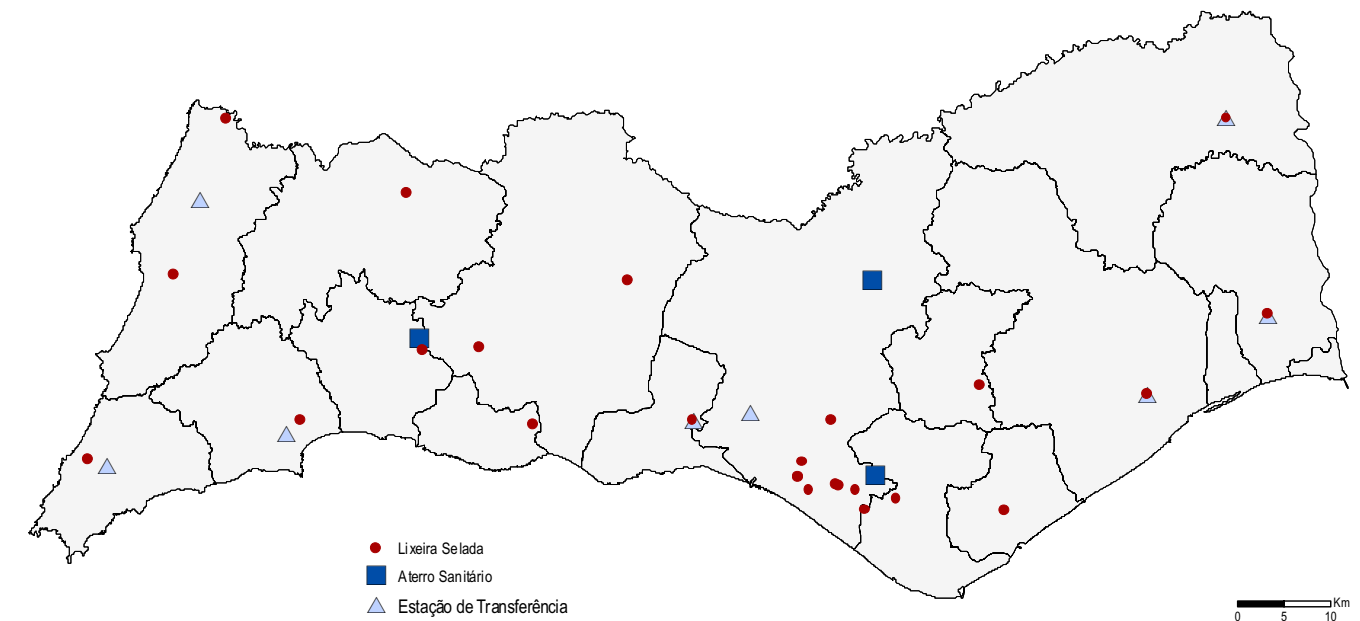 Lixeira Selada
Aterro Sanitário
Estação de Transferência
Km
0 5 10